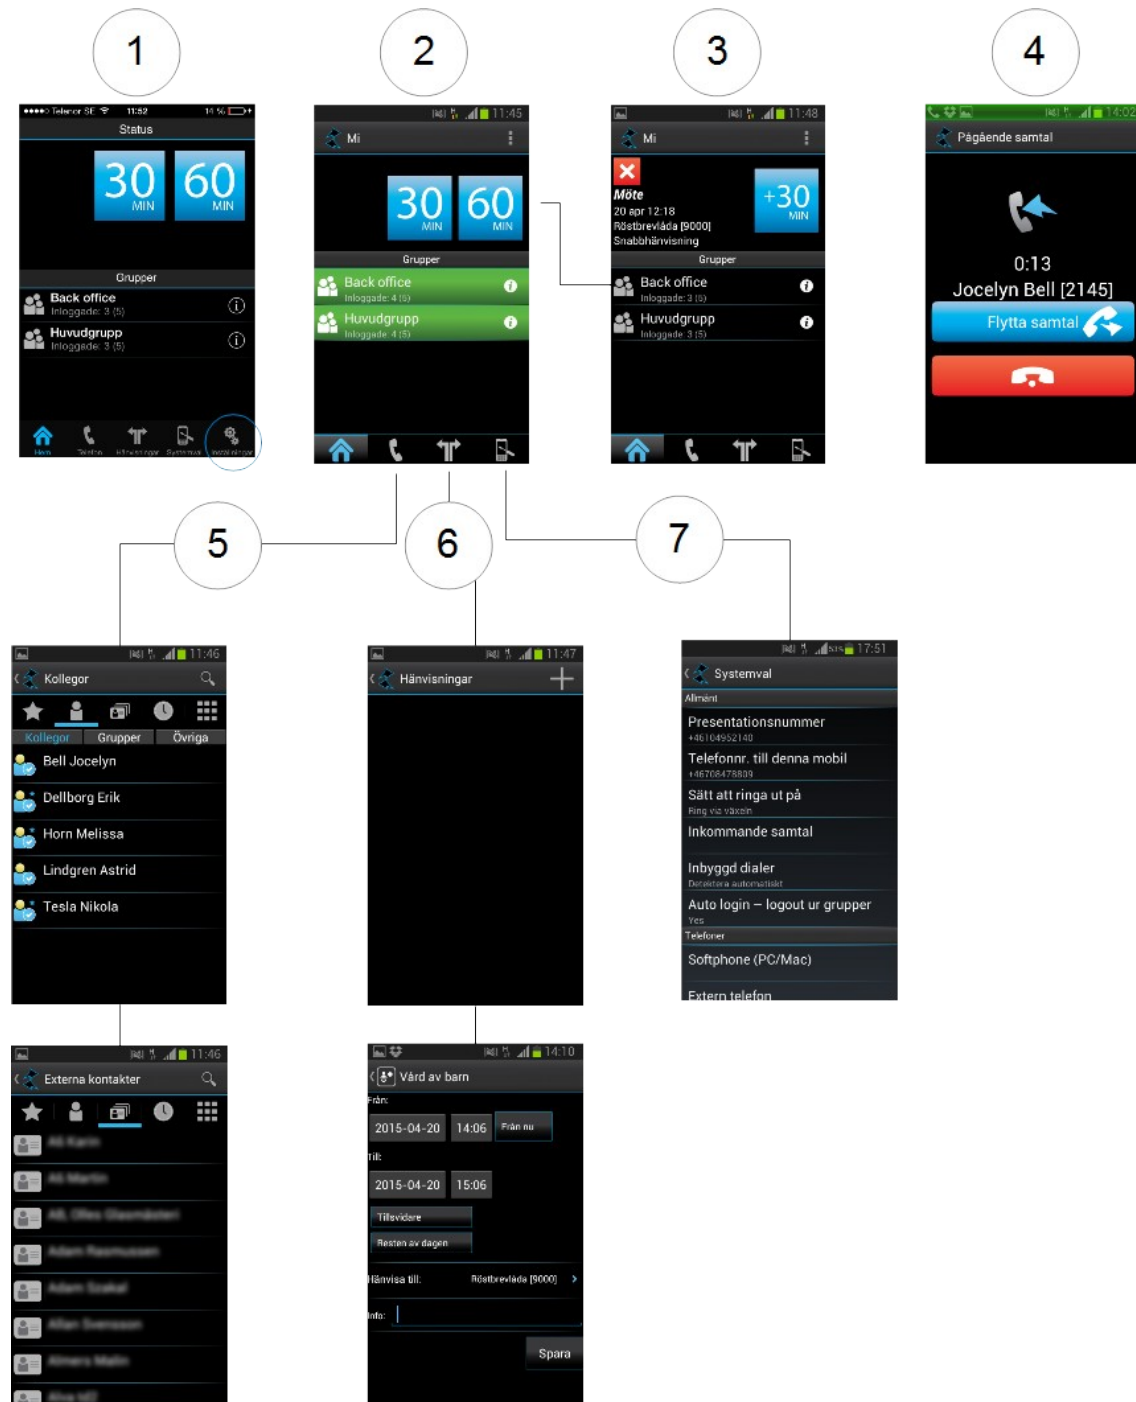 1
2
3
4
Telenor SE 11:52 14 %
Status
30 MIN
60 MIN
Grupper
Back office
Inloggade: 3 (5)
Huvudgrupp
Inloggade: 3 (5)
Hem Telefon Hänvisningar Systemval Inställningar
11:45
Mi
30 MIN
60 MIN
Grupper
Back office
Inloggade: 4 (5)
Huvudgrupp
Inloggade: 4 (5)
11:48
Mi
Möte
20 apr 12:18
Röstbrevlåda [9000]
Snabbhänvisning
+30 MIN
Grupper
Back office
Inloggade: 3 (5)
Huvudgrupp
Inloggade: 3 (5)
14:02
Pågående samtal
0:13
Jocelyn Bell [2145]
Flytta samtal
5
6
7
11:46
Kollegor
Kollegor Grupper Övriga
Bell Jocelyn
Dellborg Erik
Horn Melissa
Lindgren Astrid
Tesla Nikola
11:47
Hänvisningar
53% 17:51
Systemval
Allmänt
Presentationsnummer
+46104952140
Telefonnr. till denna mobil
+46708478809
Sätt att ringa ut på
Ring via växeln
Inkommande samtal
Inbyggd dialer
Detektera automatiskt
Auto login – logout ur grupper
Yes
Telefoner
Softphone (PC/Mac)
Extern telefon
11:46
Externa kontakter
14:10
Vård av barn
Från:
2015-04-20 14:06 Från nu
Till:
2015-04-20 15:06
Tillsvidare
Resten av dagen
Hänvisa till: Röstbrevlåda [9000]
Info:
Spara